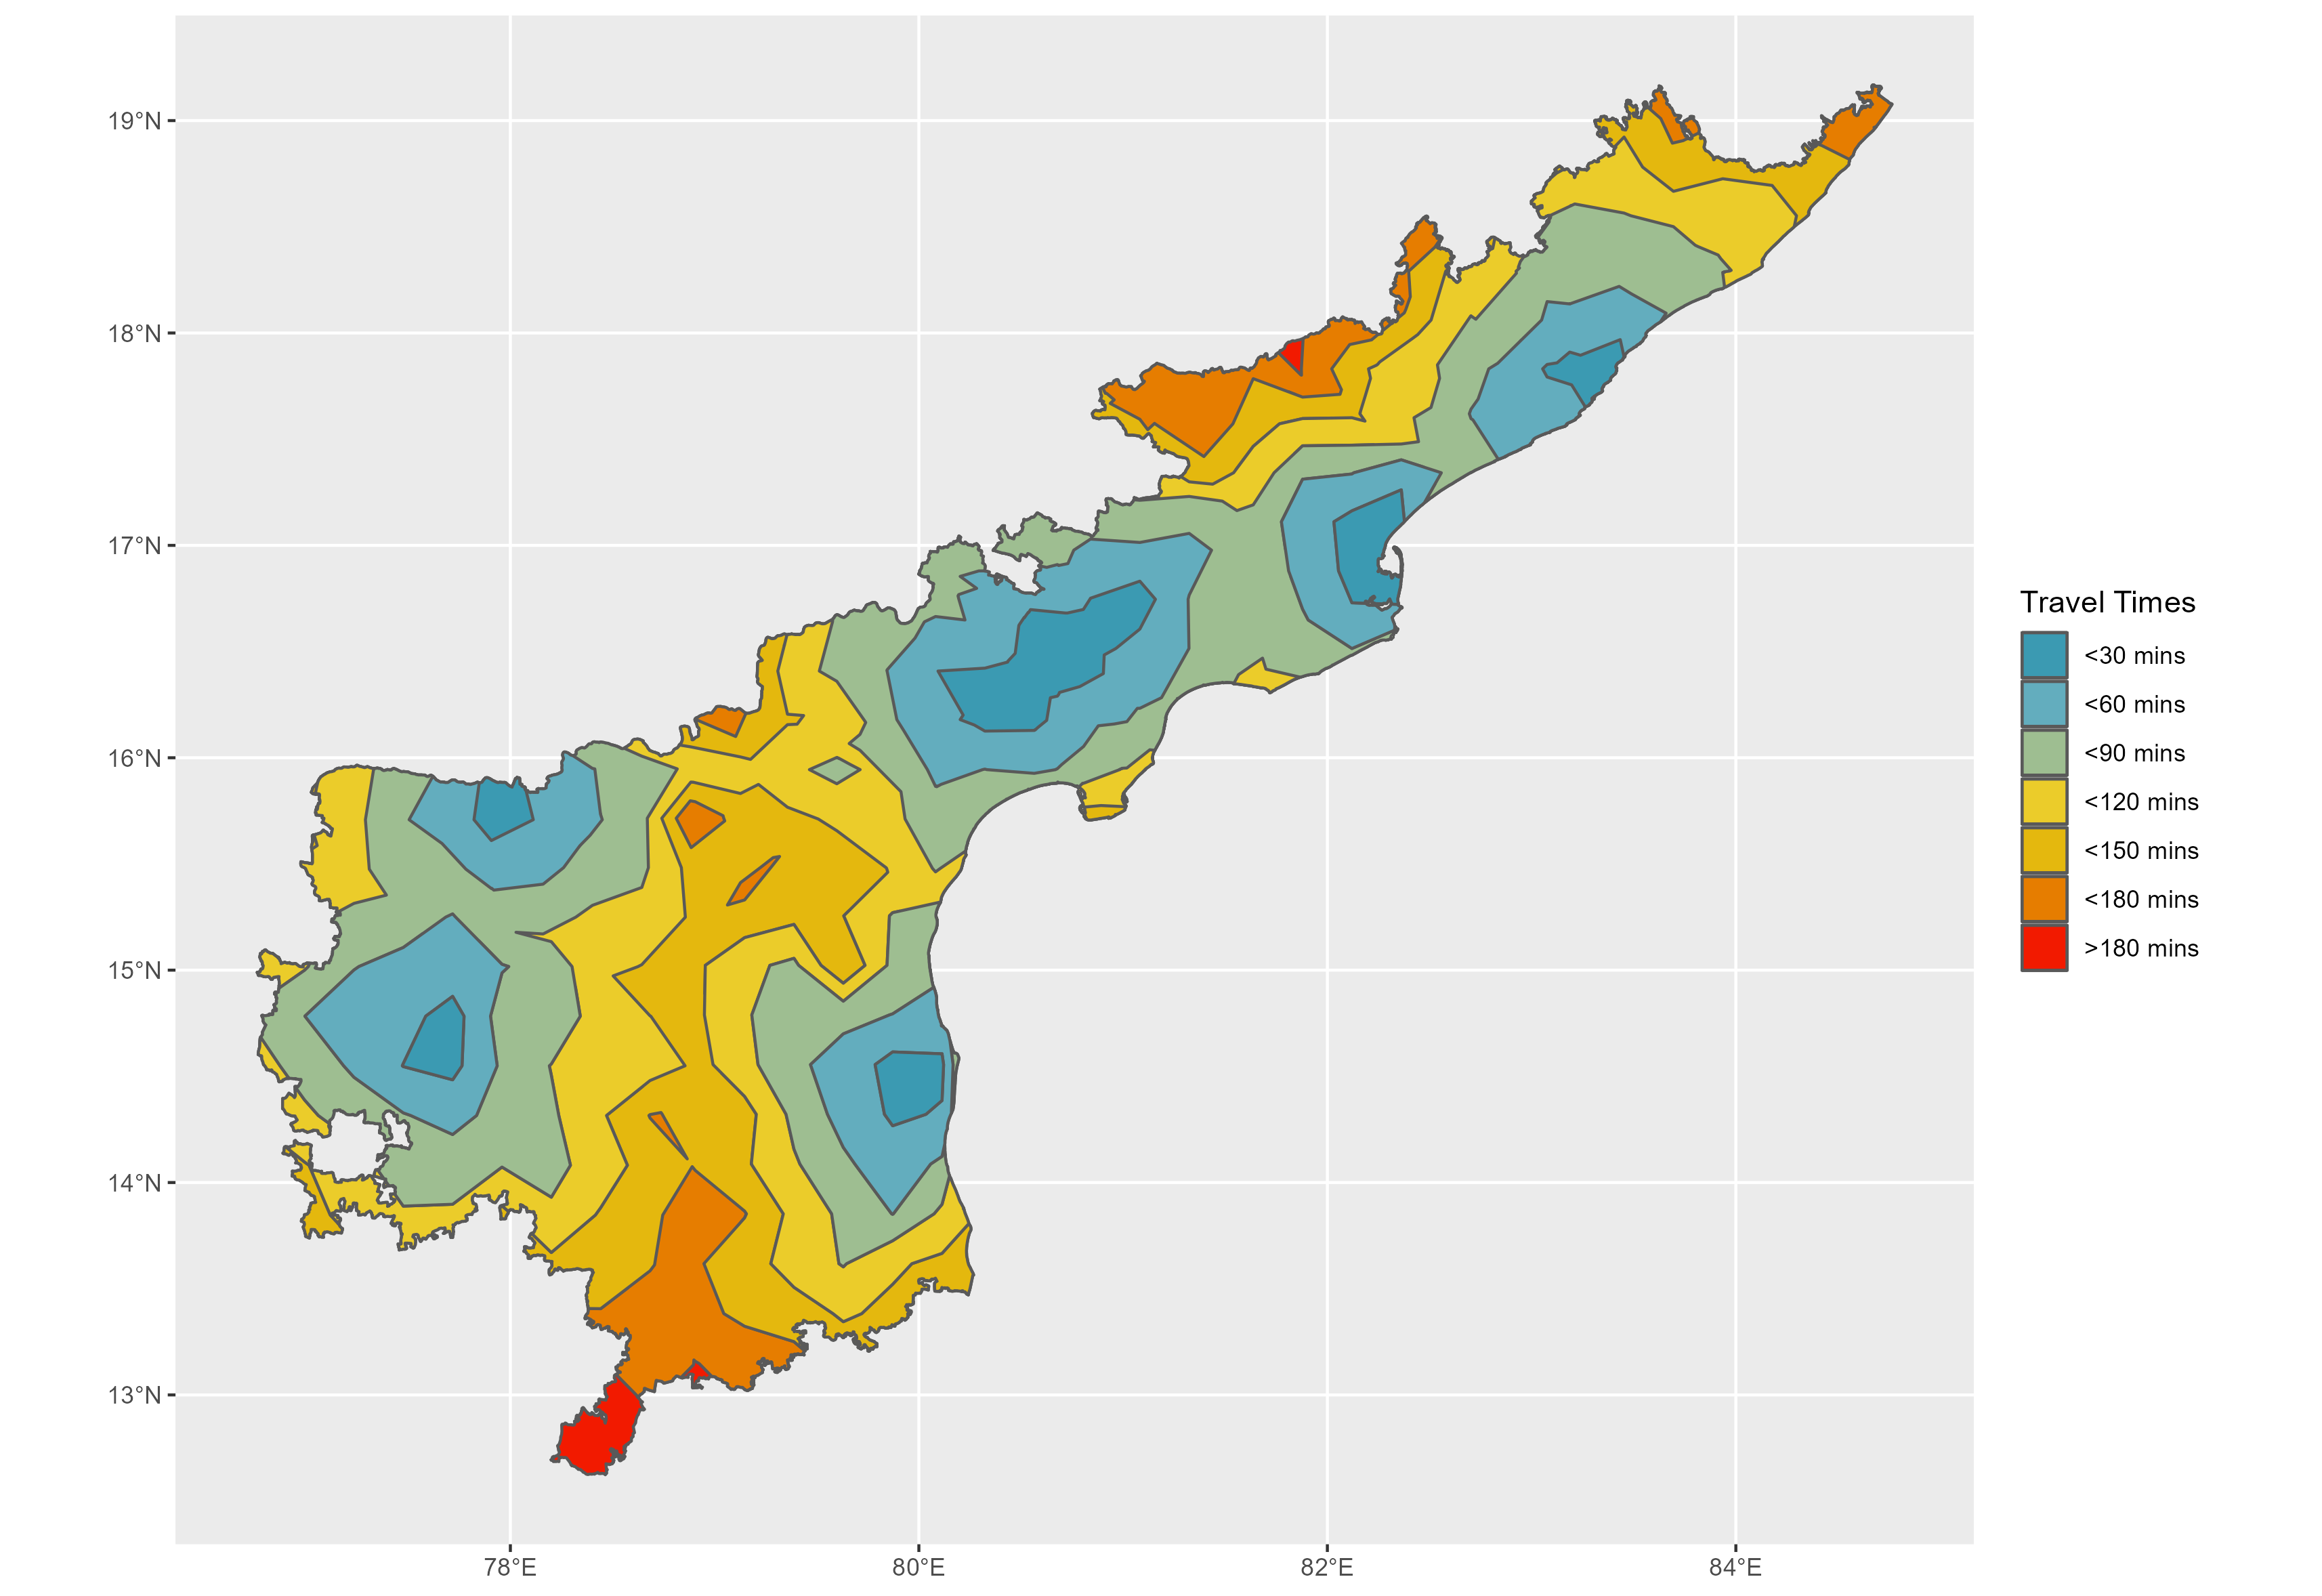 19°N
18°N
17°N
16°N
15°N
14°N
13°N
78°E
80°E
82°E
84°E
Travel Times
<30 mins
<60 mins
<90 mins
<120 mins
<150 mins
<180 mins
>180 mins